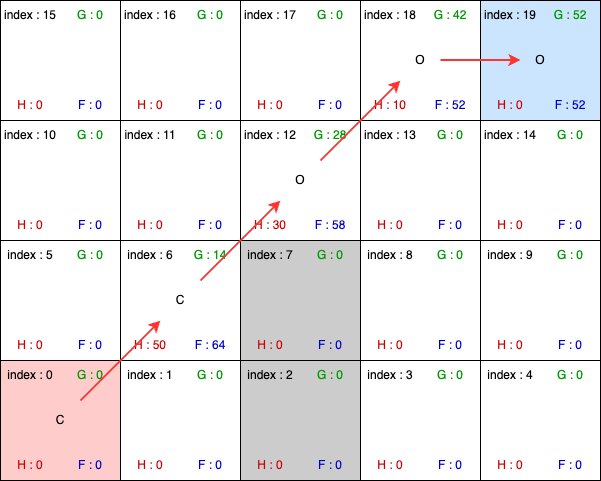 index : 15 G : 0 index : 16 G : 0 index : 17 G : 0 index : 18 G : 42 index : 19 G : 52
O O
H : 0 F : 0 H : 0 F : 0 H : 0 F : 0 H : 10 F : 52 H : 0 F : 52
index : 10 G : 0 index : 11 G : 0 index : 12 G : 28 index : 13 G : 0 index : 14 G : 0
O
H : 0 F : 0 H : 0 F : 0 H : 30 F : 58 H : 0 F : 0 H : 0 F : 0
index : 5 G : 0 index : 6 G : 14 index : 7 G : 0 index : 8 G : 0 index : 9 G : 0
C
H : 0 F : 0 H : 50 F : 64 H : 0 F : 0 H : 0 F : 0 H : 0 F : 0
index : 0 G : 0 index : 1 G : 0 index : 2 G : 0 index : 3 G : 0 index : 4 G : 0
C
H : 0 F : 0 H : 0 F : 0 H : 0 F : 0 H : 0 F : 0 H : 0 F : 0